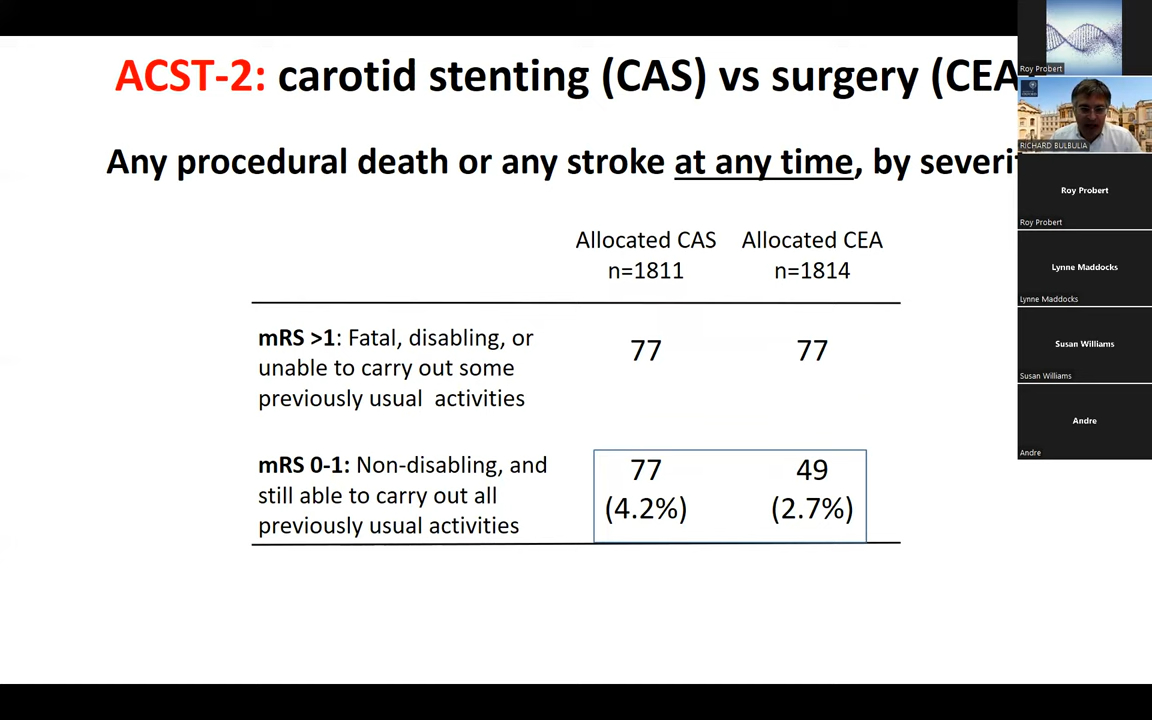 ACST-2: carotid stenting (CAS) vs surgery (CEA
Any procedural death or any stroke at any time, by severi
Allocated CAS Allocated CEA
n=1811 n=1814
mRS >1: Fatal, disabling, or
unable to carry out some
previously usual activities
77 77
mRS 0-1: Non-disabling, and
still able to carry out all
previously usual activities
77 49
(4.2%) (2.7%)
Roy Probert
RICHARD BULBULIA
Roy Probert
Roy Probert
Lynne Maddocks
Lynne Maddocks
Susan Williams
Susan Williams
Andre
Andre